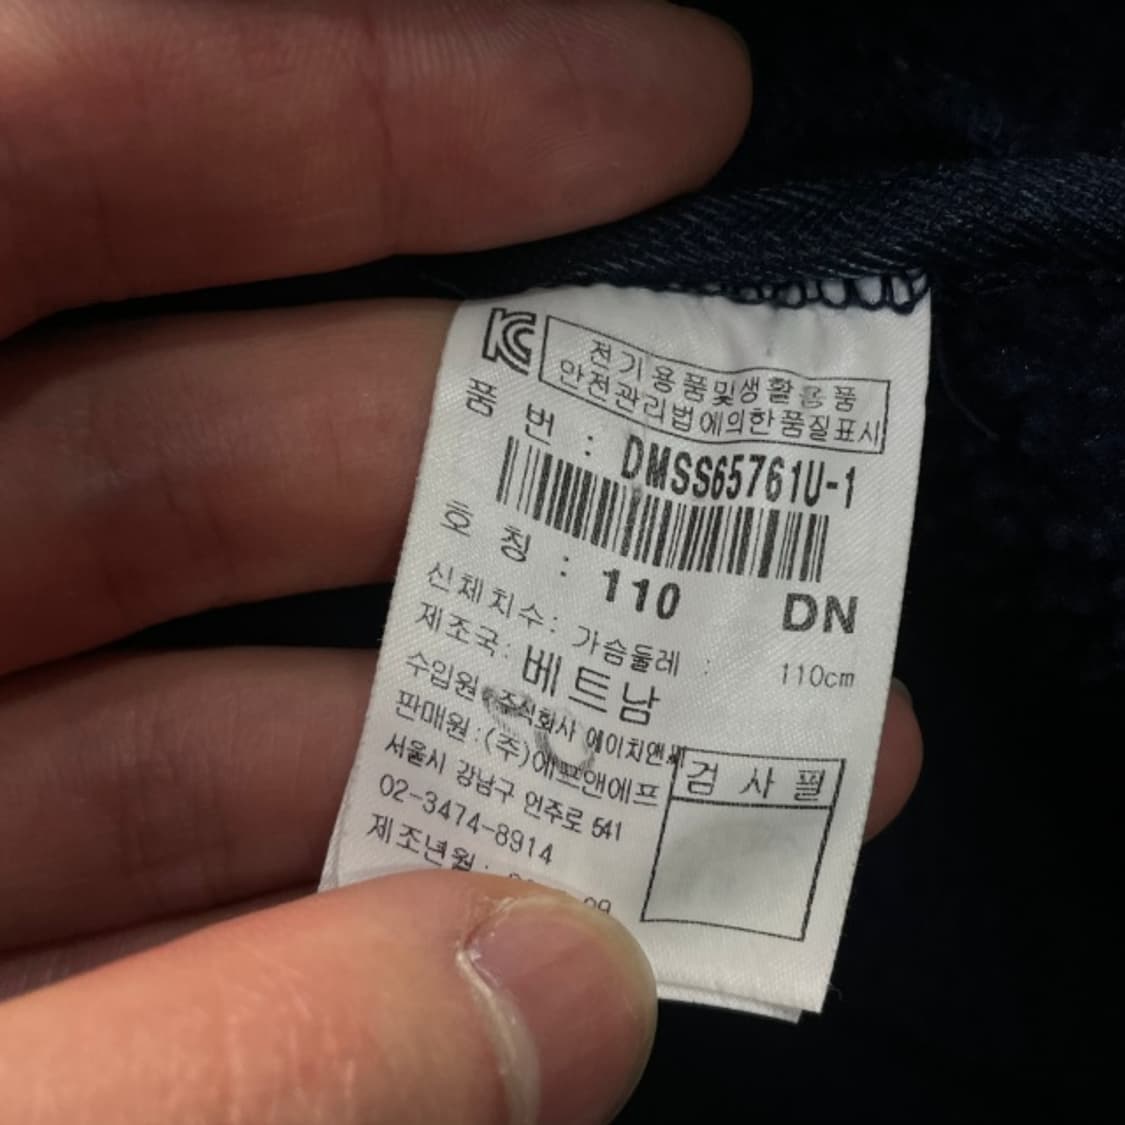 KC
전기용품및생활용품
안전관리법에의한품질표시
품 번 : DMSS65761U-1
호 칭 : 110 DN
신체치수: 가슴둘레 : 110cm
제조국: 베트남
수입원 주식회사 에이치앤
판매원:(주)에프앤에프
서울시 강남구 언주로 541
02-3474-8914
제조년월: 09
검 사 필